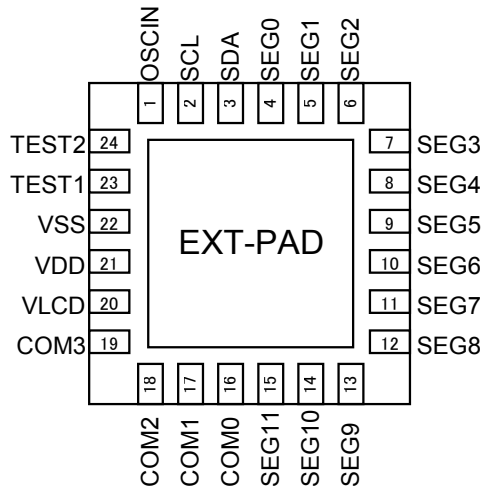 OSCIN SCL SDA SEG0 SEG1 SEG2
1 2 3 4 5 6
TEST2 24 7 SEG3
TEST1 23 8 SEG4
VSS 22 9 SEG5
EXT-PAD
VDD 21 10 SEG6
VLCD 20 11 SEG7
COM3 19 12 SEG8
18 17 16 15 14 13
COM2 COM1 COM0 SEG11 SEG10 SEG9